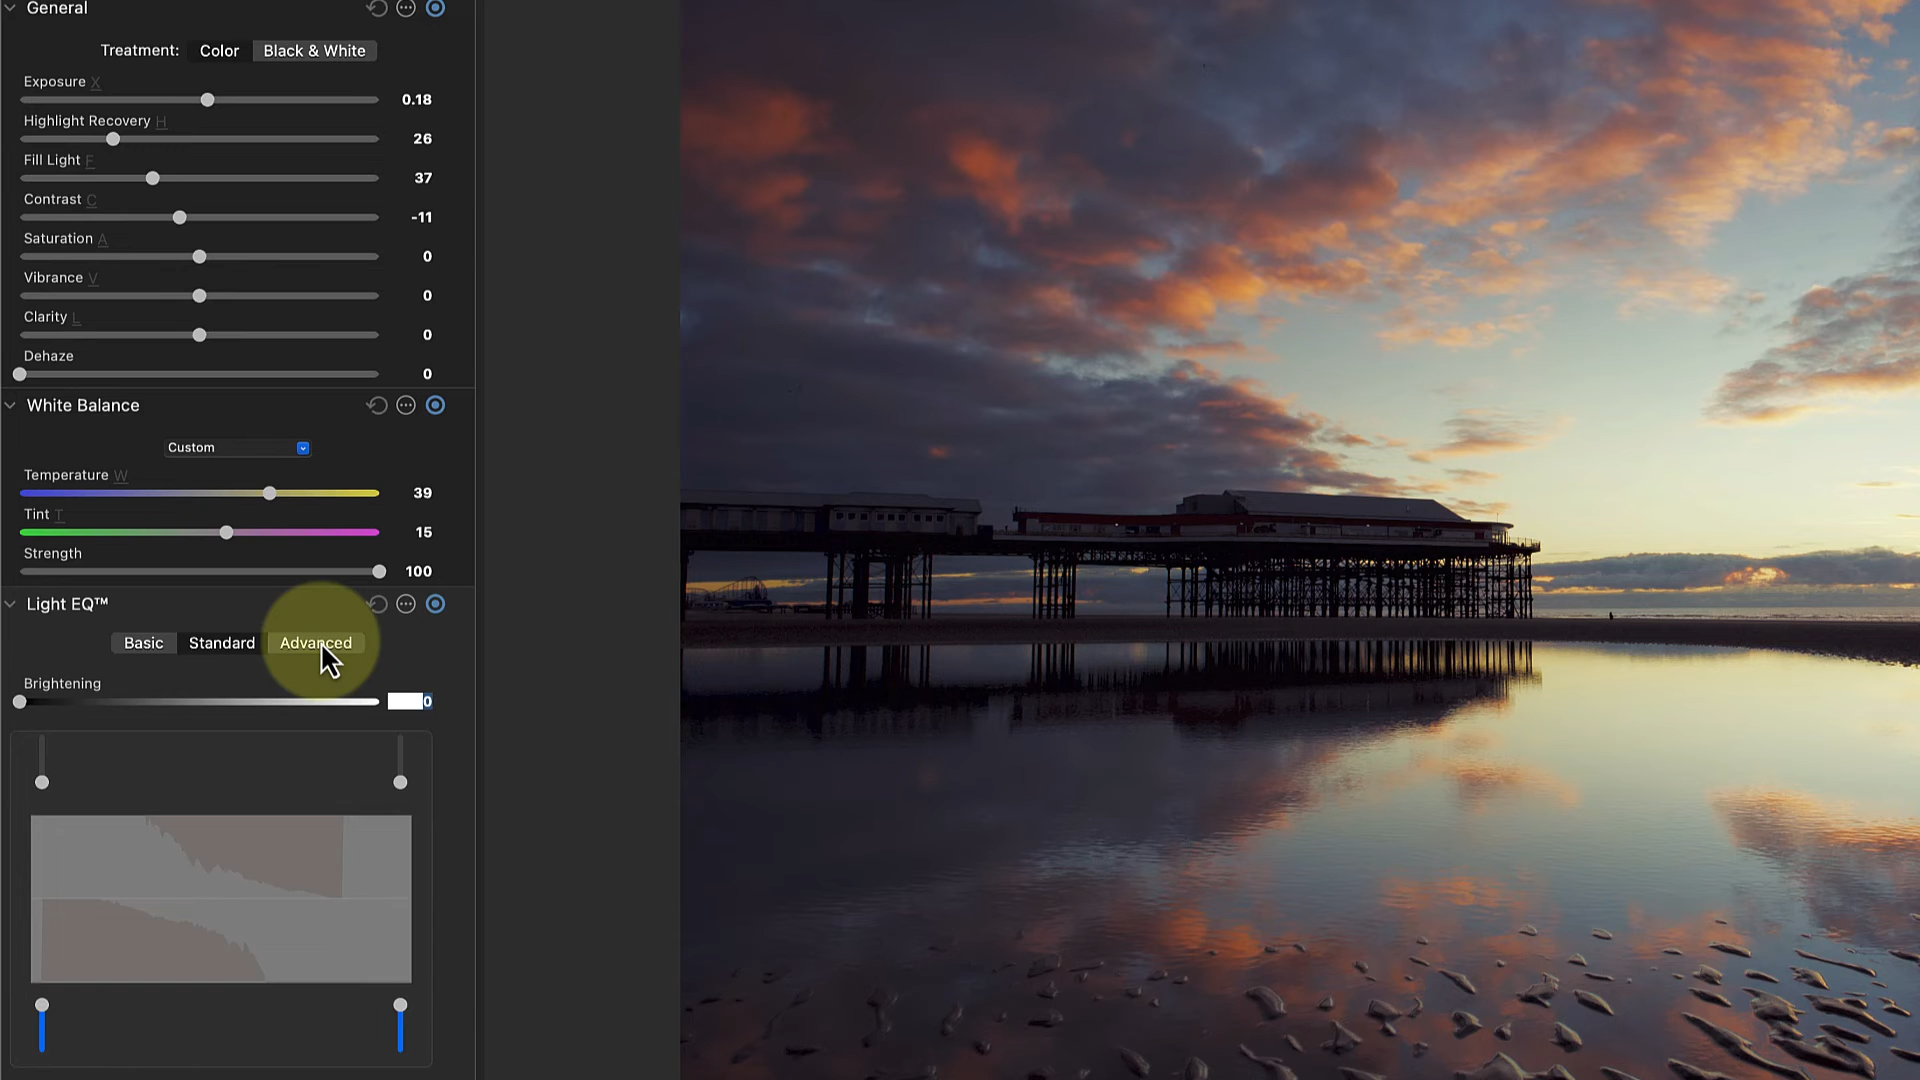 General
Treatment: Color Black & White
Exposure X
0.18
Highlight Recovery H
26
Fill Light F
37
Contrast C
-11
Saturation A
0
Vibrance V
0
Clarity L
0
Dehaze
0
White Balance
Custom
Temperature W
39
Tint T
15
Strength
100
Light EQ™
Basic Standard Advanced
Brightening
0